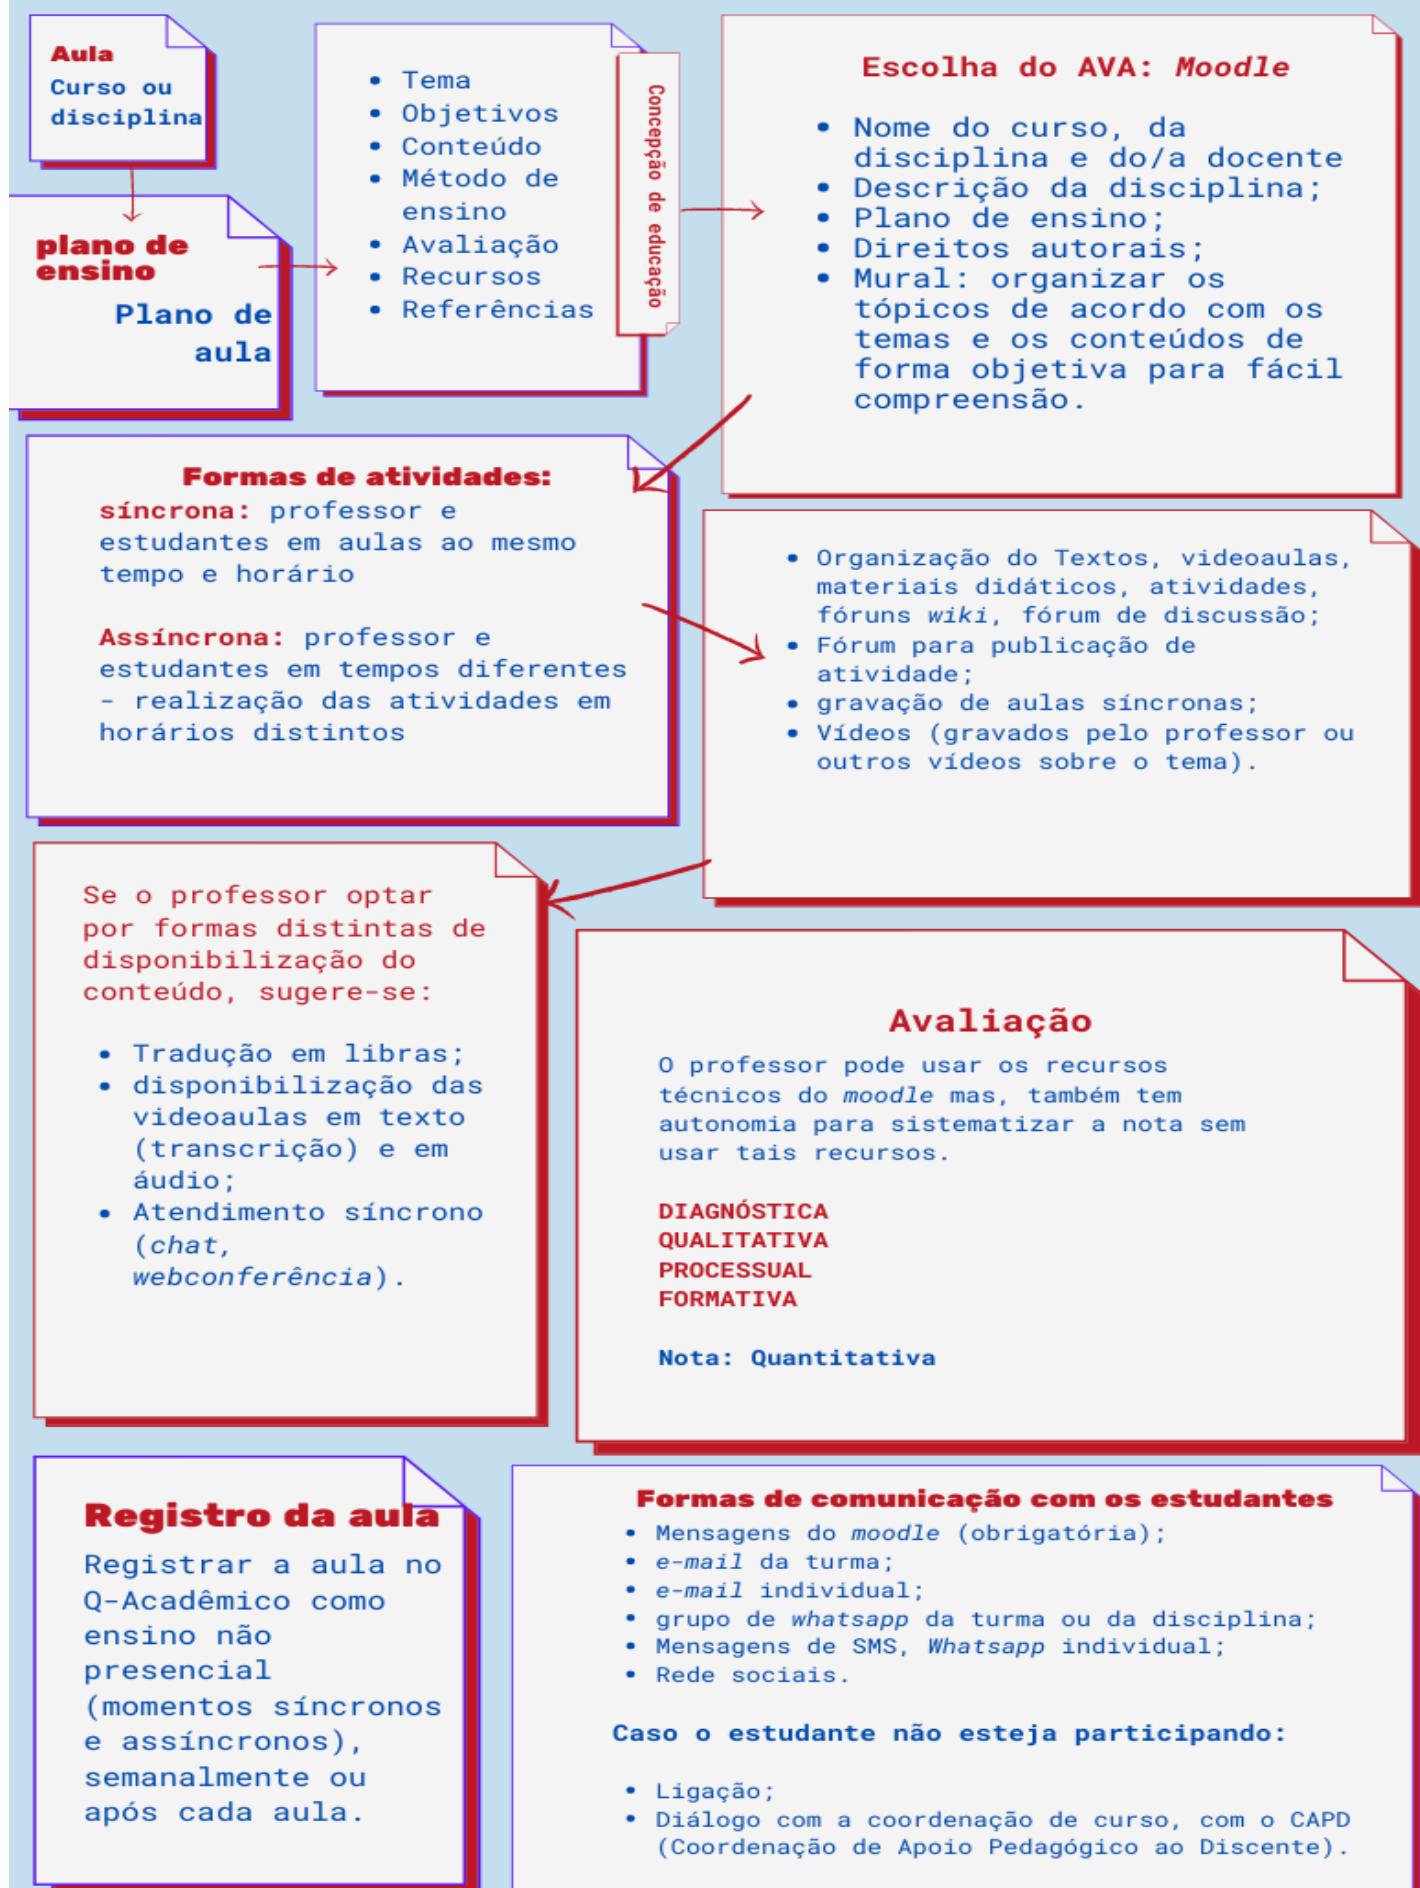 Aula
Curso ou
disciplina
plano de
ensino
Plano de
aula
• Tema
• Objetivos
• Conteúdo
• Método de
ensino
• Avaliação
• Recursos
• Referências
Concepção de educação
Escolha do AVA: Moodle
• Nome do curso, da
disciplina e do/a docente
• Descrição da disciplina;
• Plano de ensino;
• Direitos autorais;
• Mural: organizar os
tópicos de acordo com os
temas e os conteúdos de
forma objetiva para fácil
compreensão.
Formas de atividades:
síncrona: professor e
estudantes em aulas ao mesmo
tempo e horário
Assíncrona: professor e
estudantes em tempos diferentes
- realização das atividades em
horários distintos
• Organização do Textos, videoaulas,
materiais didáticos, atividades,
fóruns wiki, fórum de discussão;
• Fórum para publicação de
atividade;
• gravação de aulas síncronas;
• Vídeos (gravados pelo professor ou
outros vídeos sobre o tema).
Se o professor optar
por formas distintas de
disponibilização do
conteúdo, sugere-se:
• Tradução em libras;
• disponibilização das
videoaulas em texto
(transcrição) e em
áudio;
• Atendimento síncrono
(chat,
webconferência).
Avaliação
O professor pode usar os recursos
técnicos do moodle mas, também tem
autonomia para sistematizar a nota sem
usar tais recursos.
DIAGNÓSTICA
QUALITATIVA
PROCESSUAL
FORMATIVA
Nota: Quantitativa
Registro da aula
Registrar a aula no
Q-Acadêmico como
ensino não
presencial
(momentos síncronos
e assíncronos),
semanalmente ou
após cada aula.
Formas de comunicação com os estudantes
• Mensagens do moodle (obrigatória);
• e-mail da turma;
• e-mail individual;
• grupo de whatsapp da turma ou da disciplina;
• Mensagens de SMS, Whatsapp individual;
• Rede sociais.
Caso o estudante não esteja participando:
• Ligação;
• Diálogo com a coordenação de curso, com o CAPD
(Coordenação de Apoio Pedagógico ao Discente).